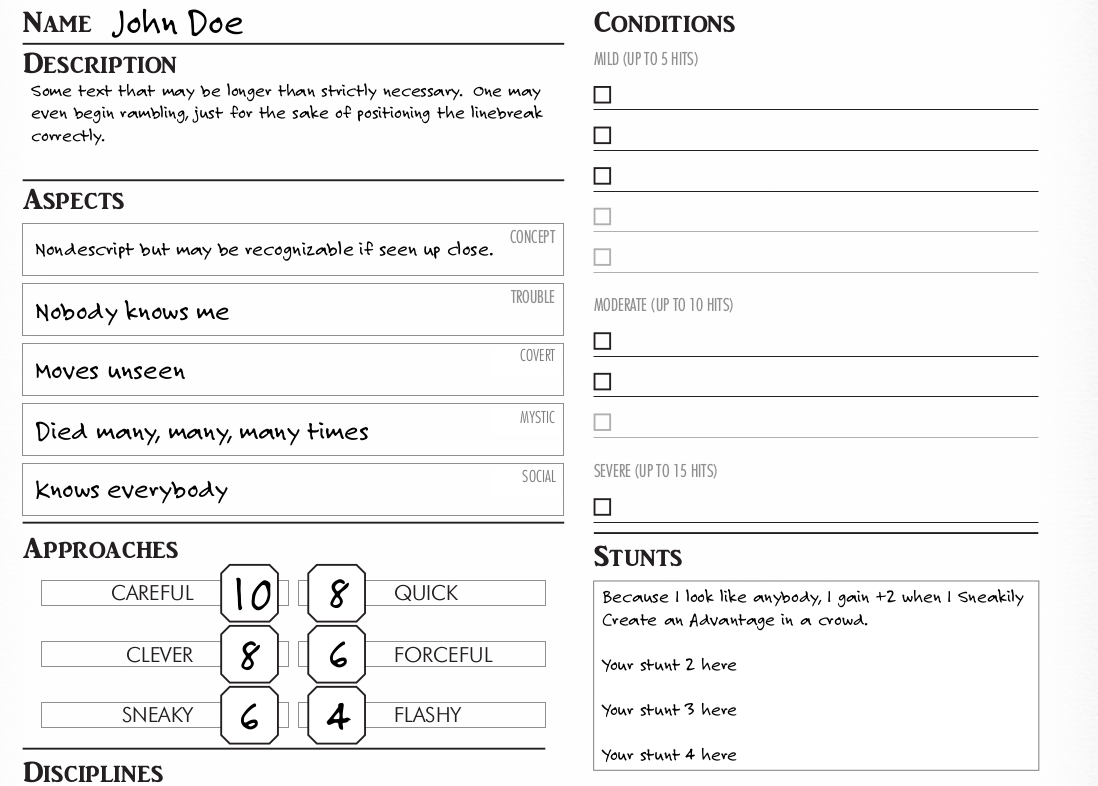 NAME John Doe
DESCRIPTION
Some text that may be longer than strictly necessary. One may
even begin rambling, just for the sake of positioning the linebreak
correctly.
ASPECTS
Nondescript but may be recognizable if seen up close. CONCEPT
Nobody knows me TROUBLE
Moves unseen COVERT
Died many, many, many times MYSTIC
Knows everybody SOCIAL
APPROACHES
CAREFUL 10 8 QUICK
CLEVER 8 6 FORCEFUL
SNEAKY 6 4 FLASHY
DISCIPLINES
CONDITIONS
MILD (UP TO 5 HITS)
MODERATE (UP TO 10 HITS)
SEVERE (UP TO 15 HITS)
STUNTS
Because I look like anybody, I gain +2 when I Sneakily
Create an Advantage in a crowd.
Your stunt 2 here
Your stunt 3 here
Your stunt 4 here